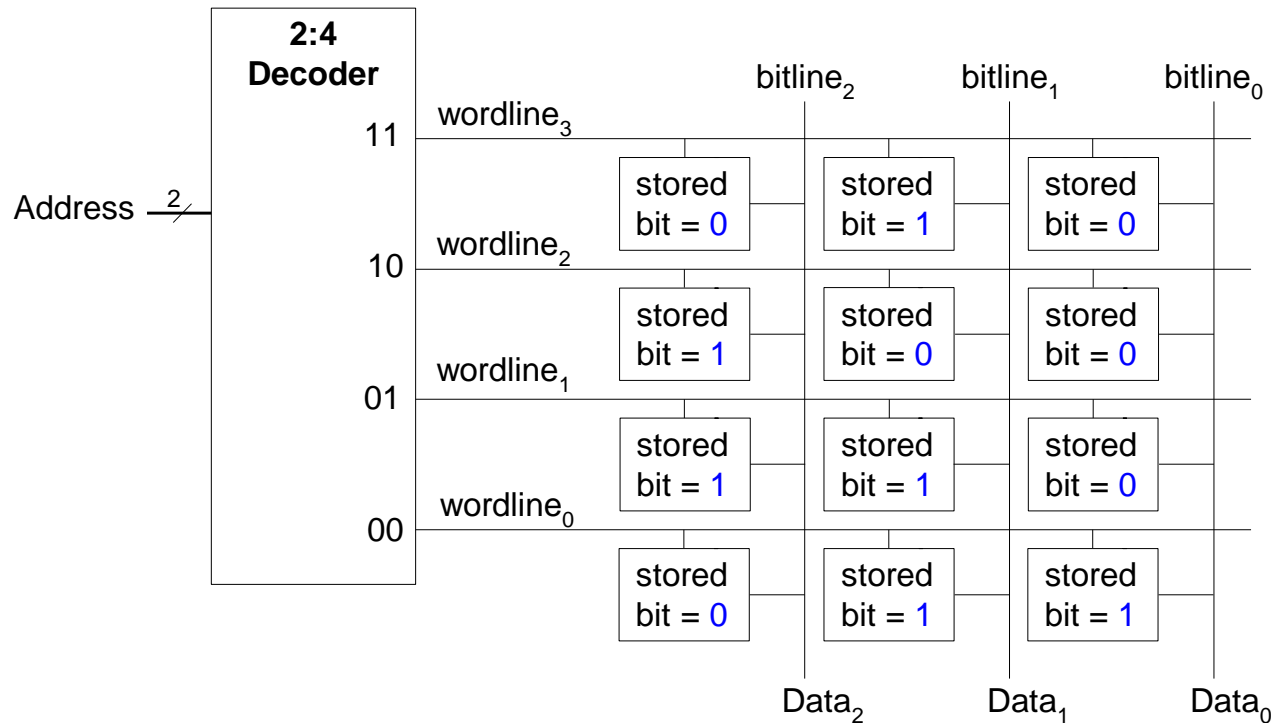 2:4
Decoder
bitline2
bitline1
bitline0
wordline3
11
stored
bit = 0
stored
bit = 1
stored
bit = 0
Address
2
wordline2
10
stored
bit = 1
stored
bit = 0
stored
bit = 0
wordline1
01
stored
bit = 1
stored
bit = 1
stored
bit = 0
wordline0
00
stored
bit = 0
stored
bit = 1
stored
bit = 1
Data2
Data1
Data0